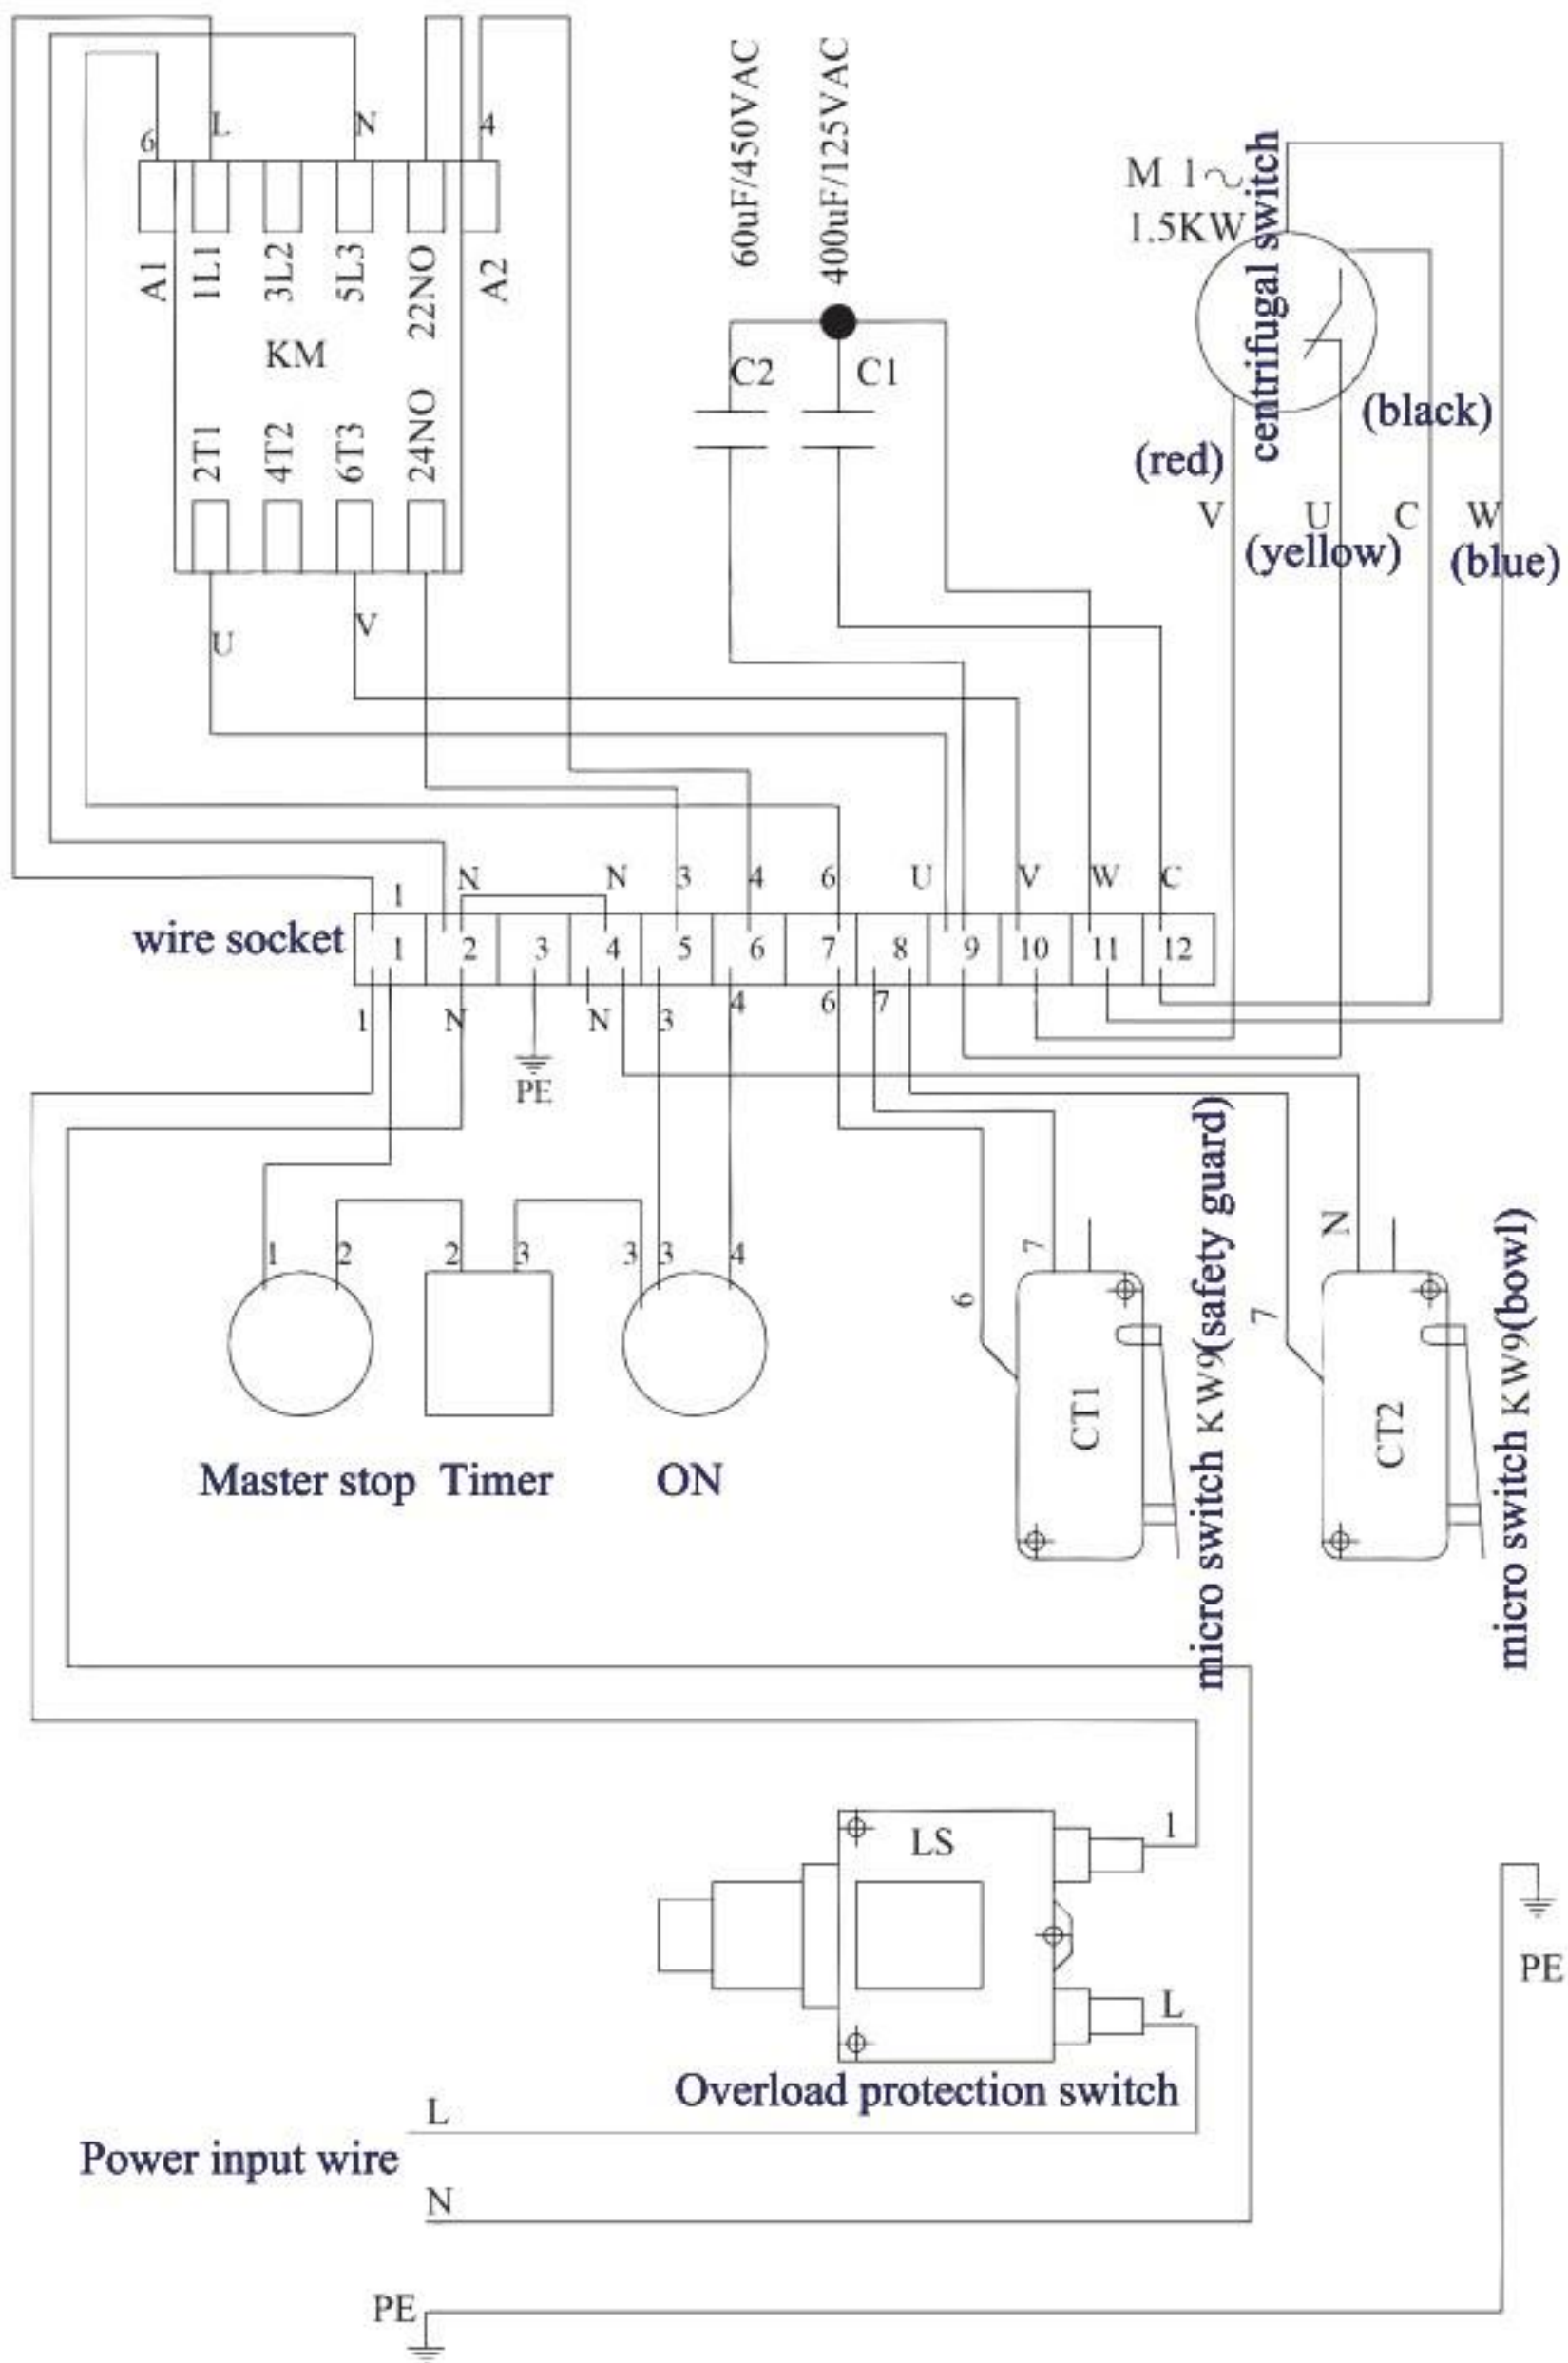 60uF/450VAC
400uF/125VAC
6
L
N
4
M 1~
1.5KW
centrifugal switch
A1
1L1
3L2
5L3
22NO
A2
KM
C2
C1
2T1
4T2
6T3
24NO
(black)
(red)
V
U
C
W
(yellow)
(blue)
U
V
1
N
N
3
4
6
U
V
W
C
wire socket
1
2
3
4
5
6
7
8
9
10
11
12
1
N
N
3
4
6
7
PE
1
2
2
3
3
3
4
6
7
7
N
CT1
CT2
micro switch KW9(safety guard)
micro switch KW9(bowl)
Master stop
Timer
ON
LS
1
L
PE
Overload protection switch
L
Power input wire
N
PE